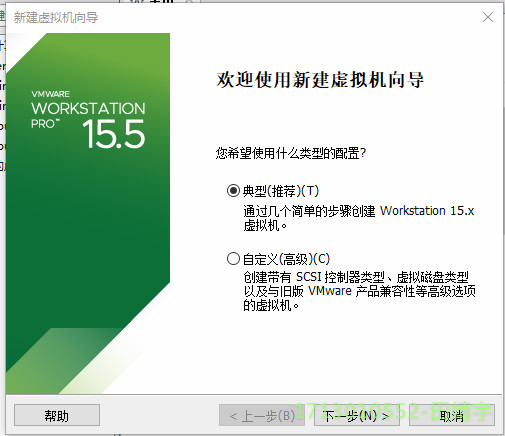 新建虚拟机向导
VMWARE
WORKSTATION
PRO™
15.5
欢迎使用新建虚拟机向导
您希望使用什么类型的配置?
典型(推荐)(T)
通过几个简单的步骤创建 Workstation 15.x
虚拟机。
自定义(高级)(C)
创建带有 SCSI 控制器类型、虚拟磁盘类型
以及与旧版 VMware 产品兼容性等高级选项
的虚拟机。
帮助
< 上一步(B)
下一步(N) >
取消